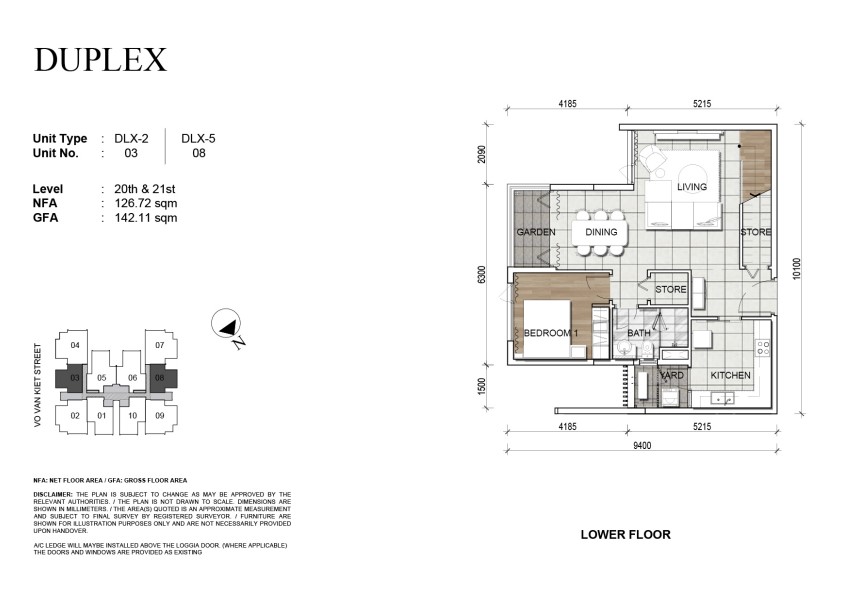 DUPLEX
Unit Type : DLX-2 DLX-5
Unit No. : 03 08
Level : 20th & 21st
NFA : 126.72 sqm
GFA : 142.11 sqm
N
VO VAN KIET STREET
04 07
03 05 06 08
02 01 10 09
NFA: NET FLOOR AREA / GFA: GROSS FLOOR AREA
DISCLAIMER: THE PLAN IS SUBJECT TO CHANGE AS MAY BE APPROVED BY THE
RELEVANT AUTHORITIES. / THE PLAN IS NOT DRAWN TO SCALE. DIMENSIONS ARE
SHOWN IN MILLIMETERS. / THE AREA(S) QUOTED IS AN APPROXIMATE MEASUREMENT
AND SUBJECT TO FINAL SURVEY BY REGISTERED SURVEYOR. / FURNITURE ARE
SHOWN FOR ILLUSTRATION PURPOSES ONLY AND ARE NOT NECESSARILY PROVIDED
UPON HANDOVER.
A/C LEDGE WILL MAYBE INSTALLED ABOVE THE LOGGIA DOOR. (WHERE APPLICABLE)
THE DOORS AND WINDOWS ARE PROVIDED AS EXISTING
4185 5215
2090
6300
1500
10100
LIVING
GARDEN DINING STORE
STORE
BEDROOM 1 BATH
YARD KITCHEN
4185 5215
9400
LOWER FLOOR